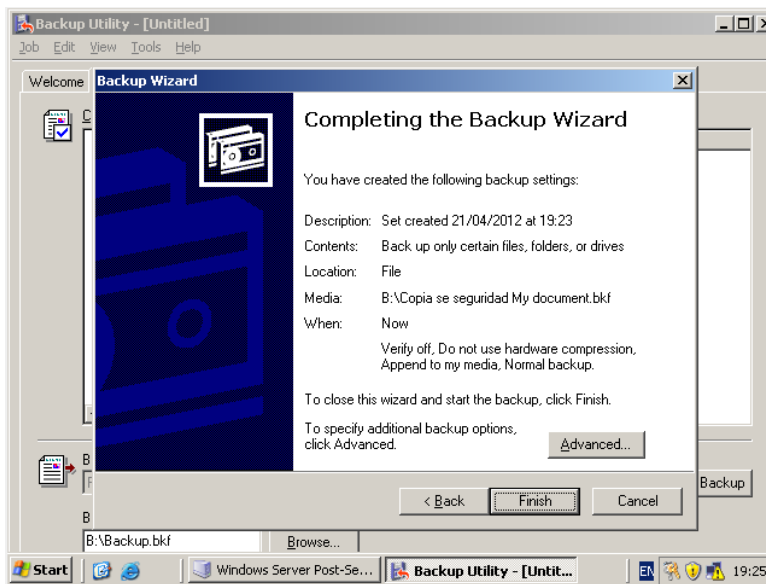 Backup Utility - [Untitled]
Job Edit View Tools Help
Welcome
Backup Wizard
Completing the Backup Wizard
You have created the following backup settings:
Description: Set created 21/04/2012 at 19:23
Contents: Back up only certain files, folders, or drives
Location: File
Media: B:\Copia se seguridad My document.bkf
When: Now
Verify off, Do not use hardware compression,
Append to my media, Normal backup.
To close this wizard and start the backup, click Finish.
To specify additional backup options,
click Advanced.
Advanced...
< Back Finish Cancel
Backup
B:\Backup.bkf Browse...
Start Windows Server Post-Se... Backup Utility - [Untit... EN 19:25